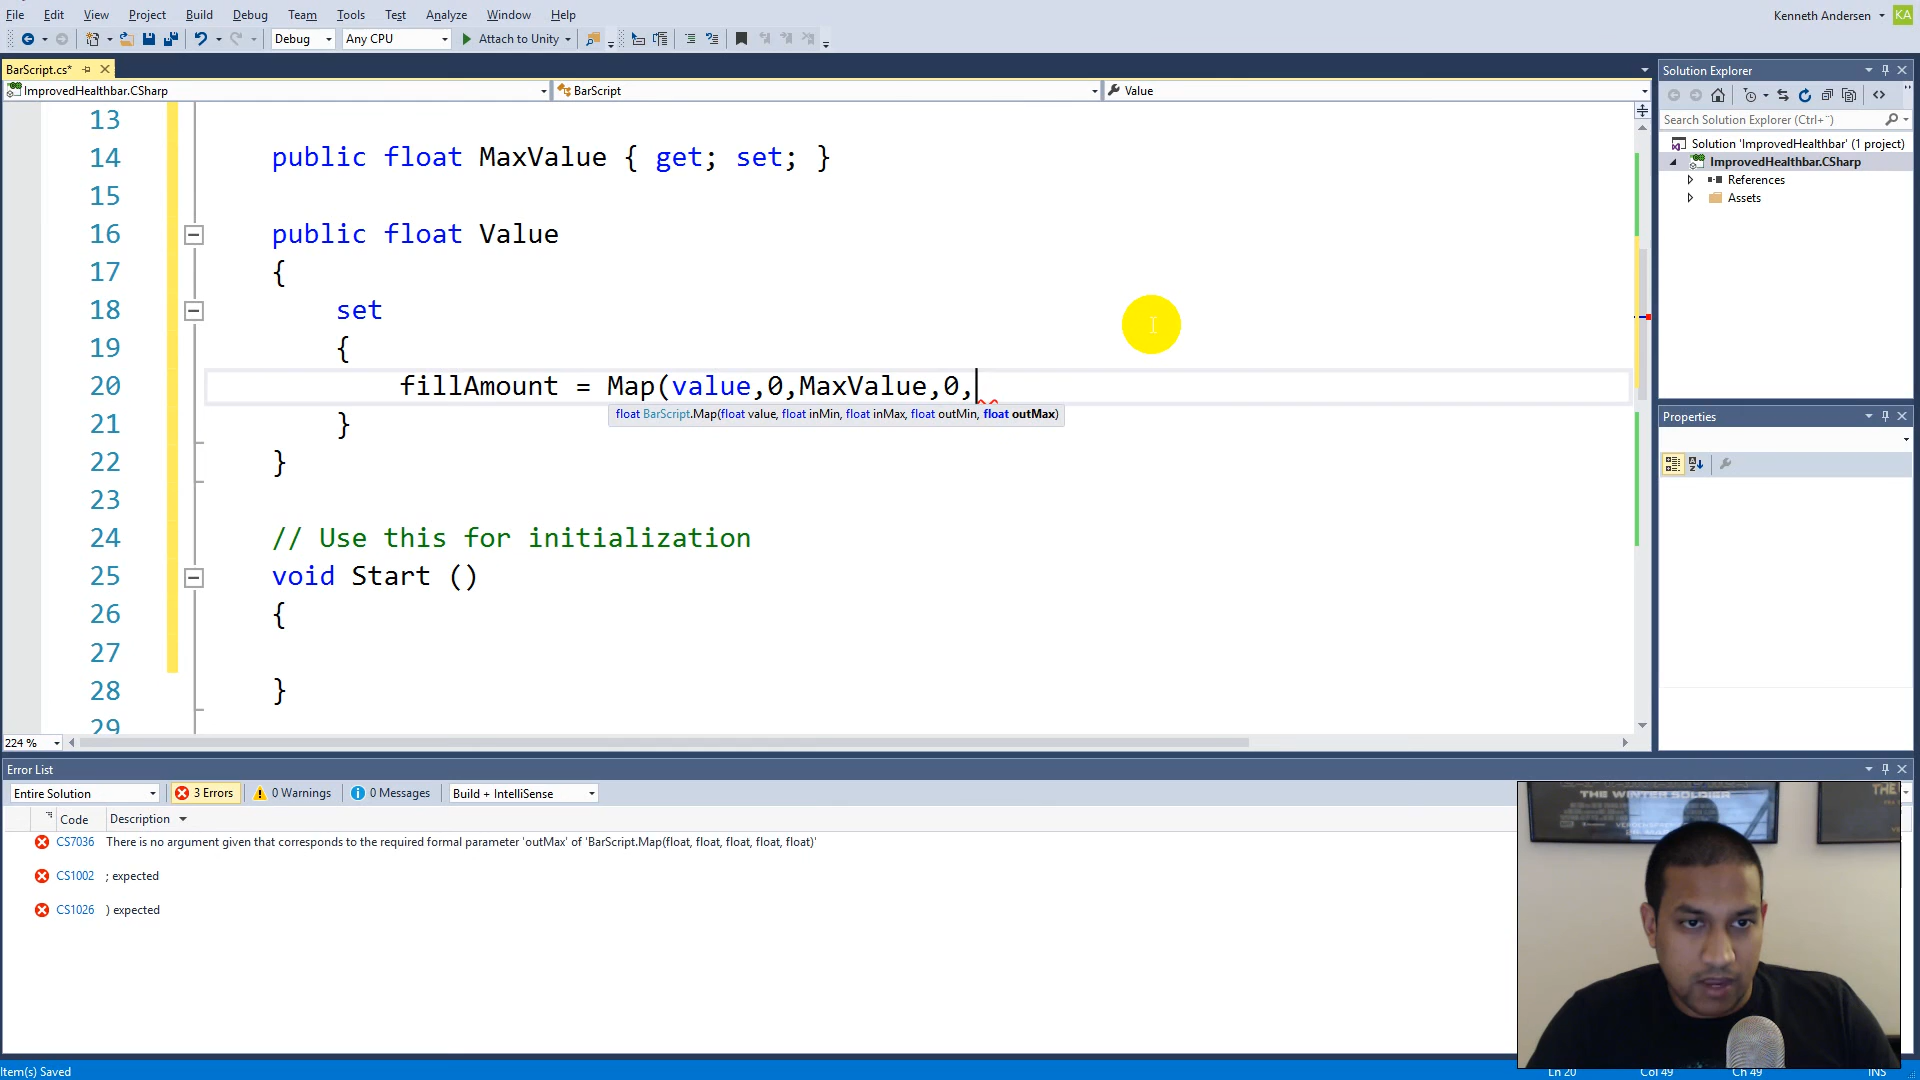 File Edit View Project Build Debug Team Tools Test Analyze Window Help
Kenneth Andersen KA
Debug Any CPU Attach to Unity
BarScript.cs*
ImprovedHealthbar.CSharp BarScript Value
13
14 public float MaxValue { get; set; }
15
16 public float Value
17 {
18 set
19 {
20 fillAmount = Map(value,0,MaxValue,0,
float BarScript.Map(float value, float inMin, float inMax, float outMin, float outMax)
21 }
22 }
23
24 // Use this for initialization
25 void Start ()
26 {
27
28 }
29
224 %
Solution Explorer
Search Solution Explorer (Ctrl+¨)
Solution 'ImprovedHealthbar' (1 project)
ImprovedHealthbar.CSharp
References
Assets
Properties
Error List
Entire Solution 3 Errors 0 Warnings 0 Messages Build + IntelliSense
Code Description
CS7036 There is no argument given that corresponds to the required formal parameter 'outMax' of 'BarScript.Map(float, float, float, float, float)'
CS1002 ; expected
CS1026 ) expected
THE WINTER SOLDIER
Item(s) Saved
Ln 20 Col 49 Ch 49 INS